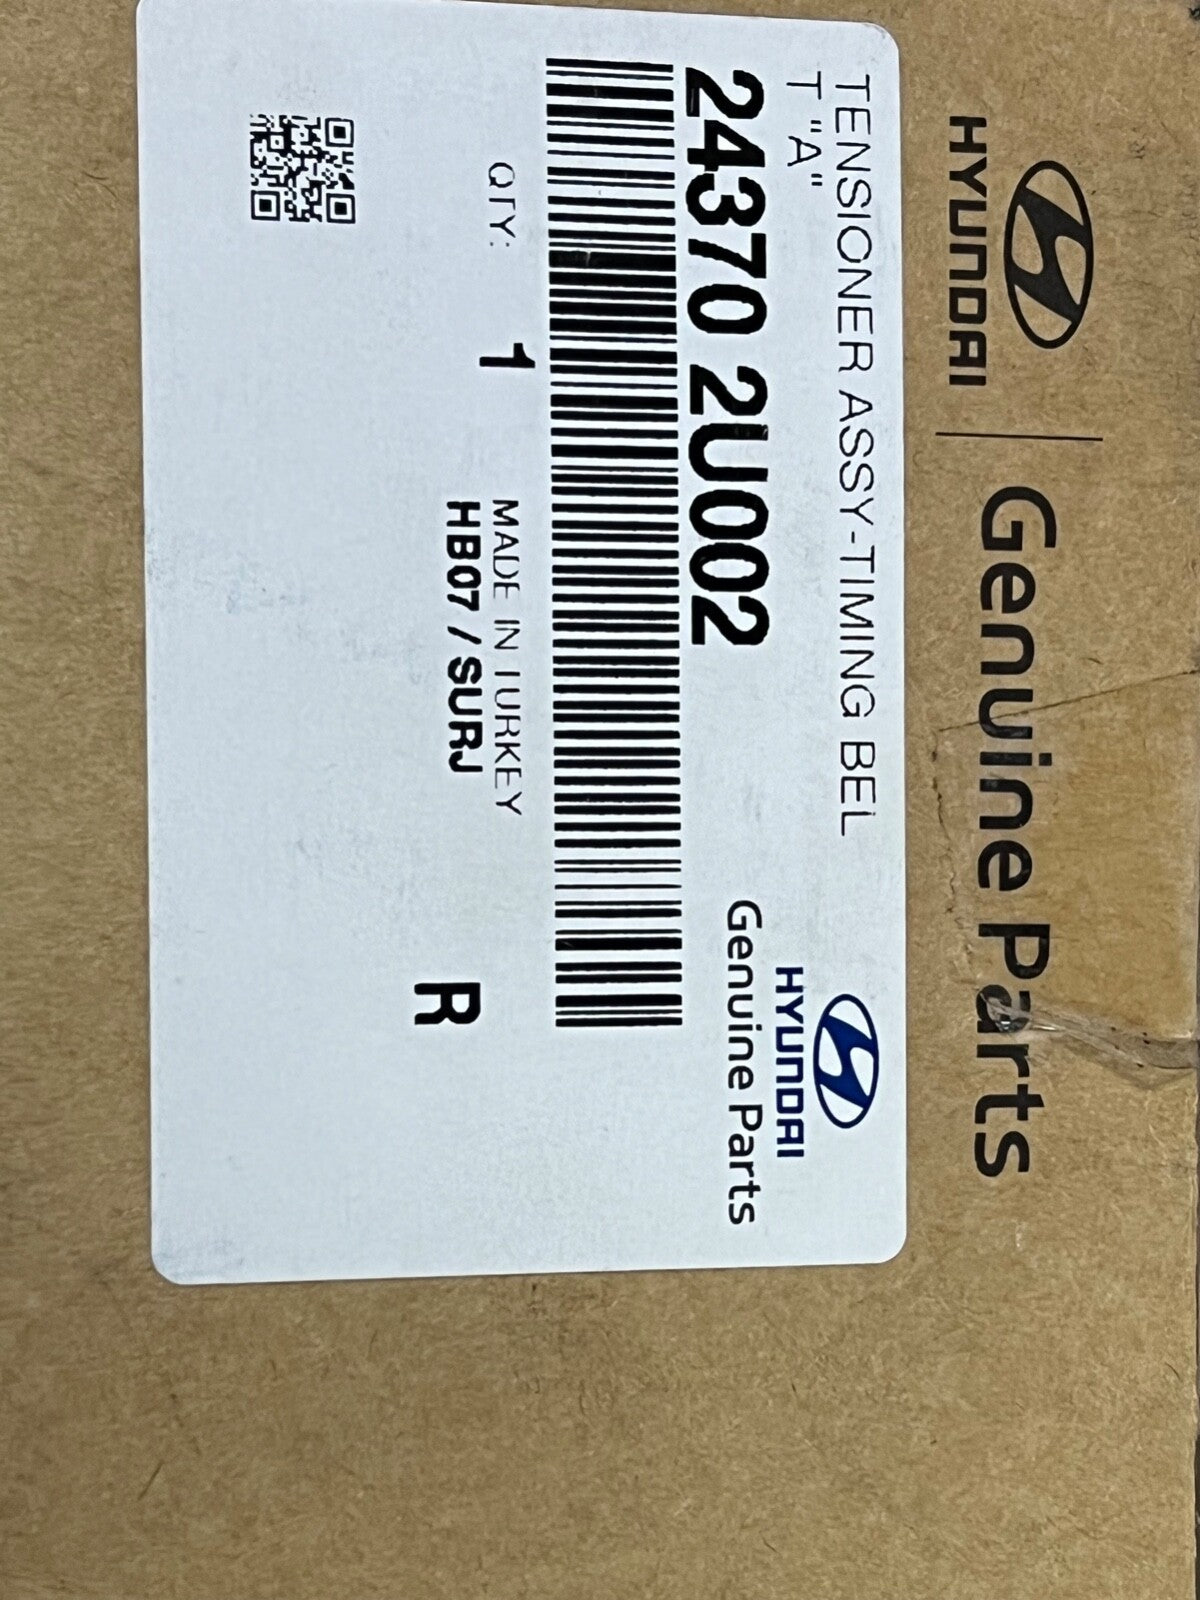 HYUNDAI
Genuine Parts
TENSIONER ASSY-TIMING BEL
T "A"
HYUNDAI
Genuine Parts
24370 2U002
QTY: 1
MADE IN TURKEY
HB07 / SURJ
R